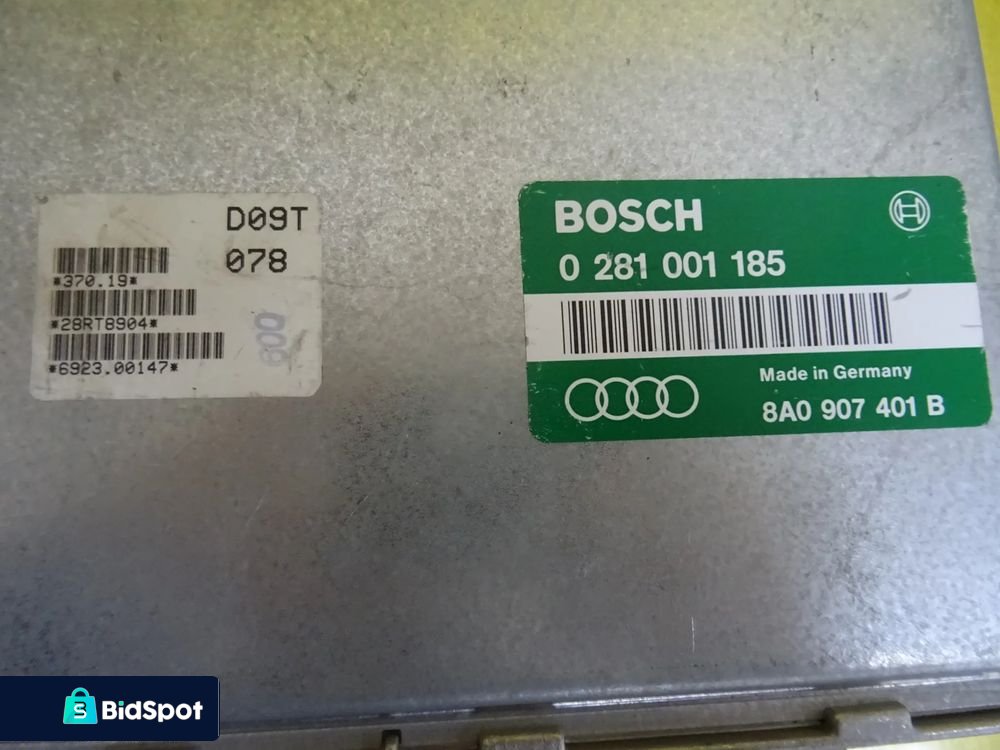 D09T
078
*370.19*
*28RT8904*
*6923.00147*
008
BOSCH
0 281 001 185
Made in Germany
8A0 907 401 B
BidSpot